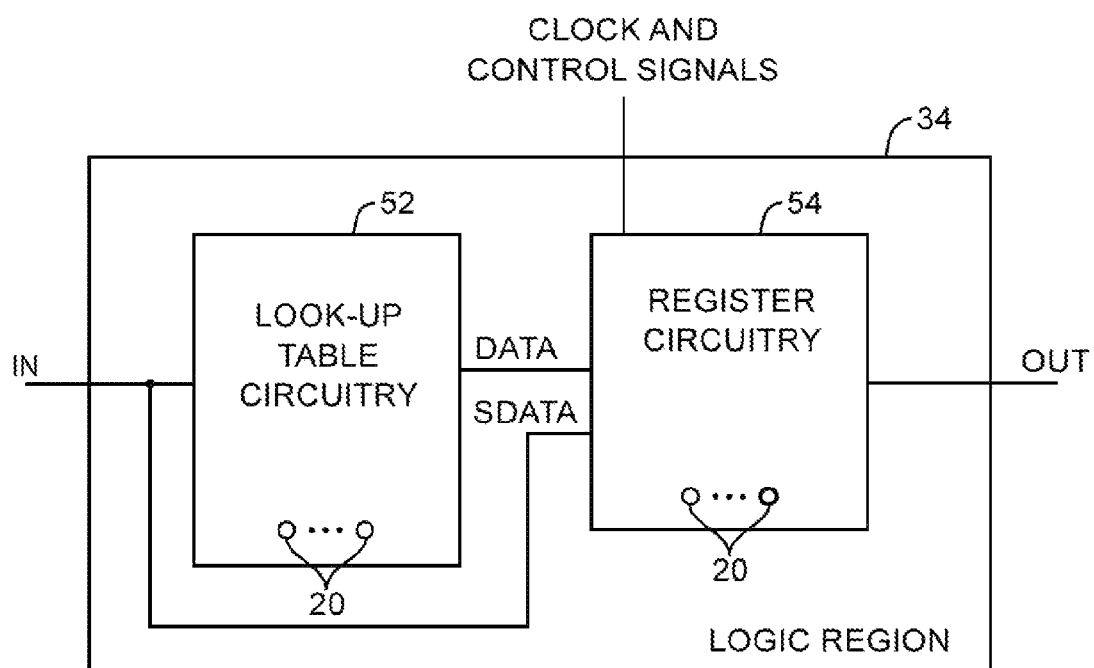 CLOCK AND
CONTROL SIGNALS
34
52
54
LOOK-UP
TABLE
CIRCUITRY
REGISTER
CIRCUITRY
IN
DATA
SDATA
OUT
20
20
LOGIC REGION